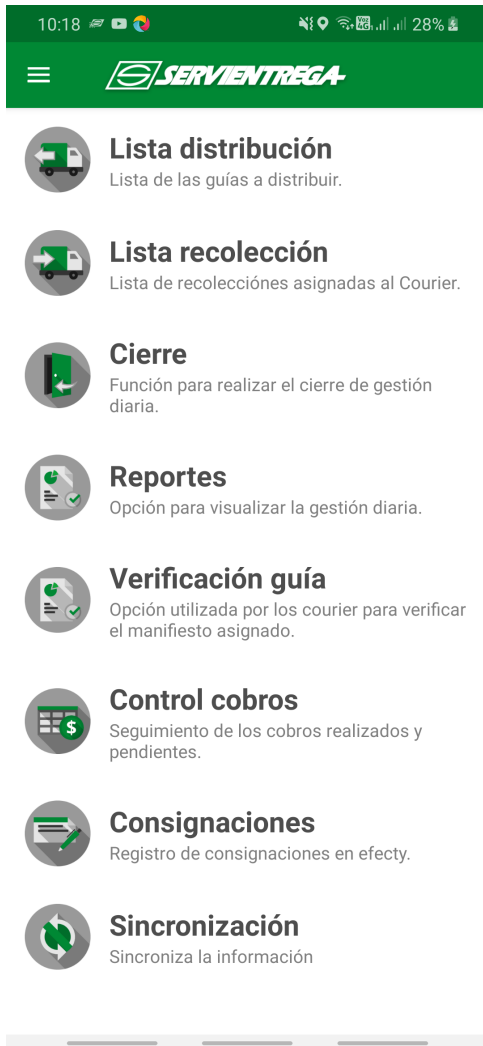 10:18 28%
SERVIENTREGA
Lista distribución
Lista de las guías a distribuir.
Lista recolección
Lista de recolecciónes asignadas al Courier.
Cierre
Función para realizar el cierre de gestión
diaria.
Reportes
Opción para visualizar la gestión diaria.
Verificación guía
Opción utilizada por los courier para verificar
el manifiesto asignado.
Control cobros
Seguimiento de los cobros realizados y
pendientes.
Consignaciones
Registro de consignaciones en efecty.
Sincronización
Sincroniza la información